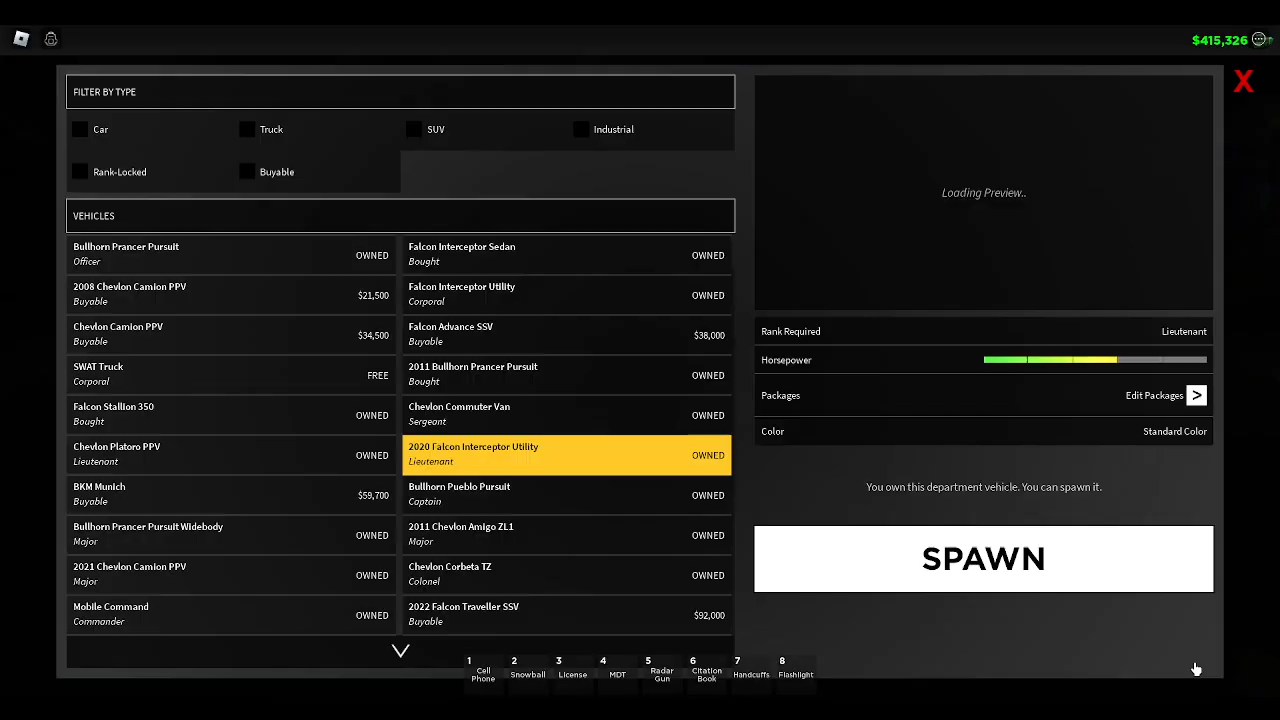 $415,326
X
FILTER BY TYPE
Car
Truck
SUV
Industrial
Rank-Locked
Buyable
VEHICLES
Bullhorn Prancer Pursuit
Officer
OWNED
Falcon Interceptor Sedan
Bought
OWNED
2008 Chevlon Camion PPV
Buyable
$21,500
Falcon Interceptor Utility
Corporal
OWNED
Chevlon Camion PPV
Buyable
$34,500
Falcon Advance SSV
Buyable
$38,000
SWAT Truck
Corporal
FREE
2011 Bullhorn Prancer Pursuit
Bought
OWNED
Falcon Stallion 350
Bought
OWNED
Chevlon Commuter Van
Sergeant
OWNED
Chevlon Platoro PPV
Lieutenant
OWNED
2020 Falcon Interceptor Utility
Lieutenant
OWNED
BKM Munich
Buyable
$59,700
Bullhorn Pueblo Pursuit
Captain
OWNED
Bullhorn Prancer Pursuit Widebody
Major
OWNED
2011 Chevlon Amigo ZL1
Major
OWNED
2021 Chevlon Camion PPV
Major
OWNED
Chevlon Corbeta TZ
Colonel
OWNED
Mobile Command
Commander
OWNED
2022 Falcon Traveller SSV
Buyable
$92,000
Loading Preview..
Rank Required
Lieutenant
Horsepower
Packages
Edit Packages >
Color
Standard Color
You own this department vehicle. You can spawn it.
SPAWN
1
Cell
Phone
2
Snowball
3
License
4
MDT
5
Radar
Gun
6
Citation
Book
7
Handcuffs
8
Flashlight